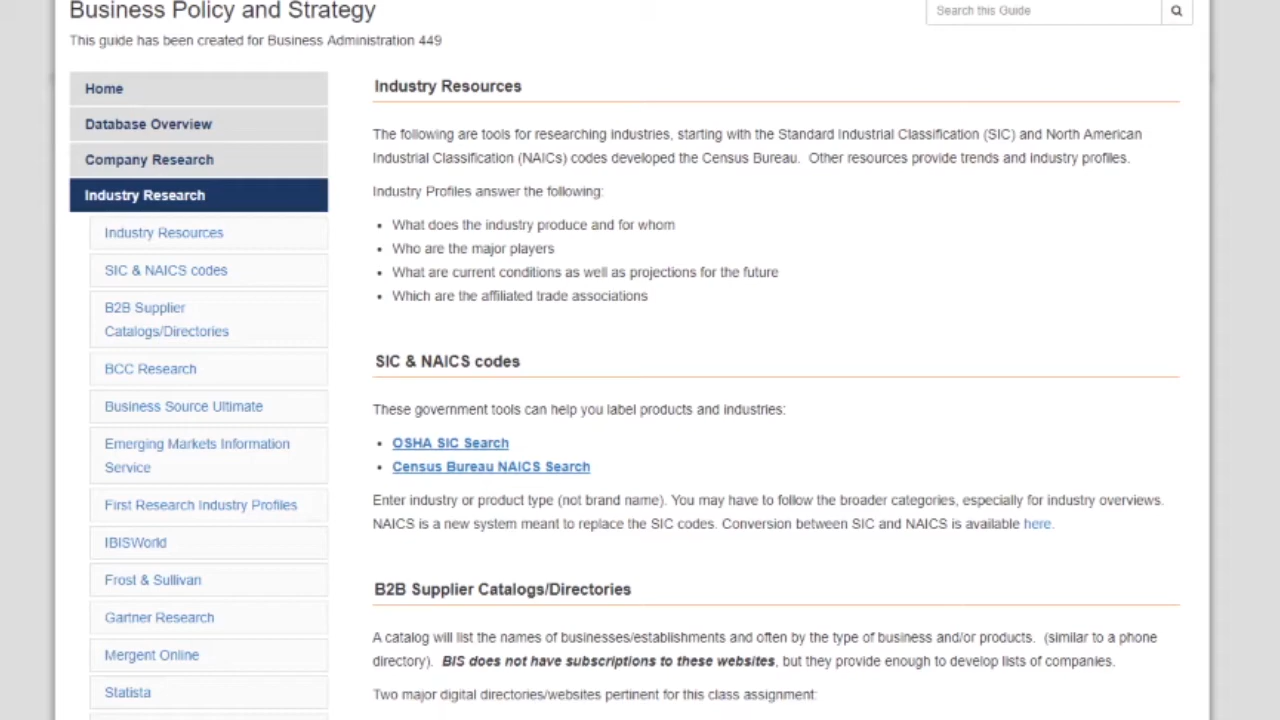 Business Policy and Strategy
Search this Guide
This guide has been created for Business Administration 449
Home
Database Overview
Company Research
Industry Research
Industry Resources
SIC & NAICS codes
B2B Supplier
Catalogs/Directories
BCC Research
Business Source Ultimate
Emerging Markets Information
Service
First Research Industry Profiles
IBISWorld
Frost & Sullivan
Gartner Research
Mergent Online
Statista
Industry Resources
The following are tools for researching industries, starting with the Standard Industrial Classification (SIC) and North American
Industrial Classification (NAICs) codes developed the Census Bureau. Other resources provide trends and industry profiles.
Industry Profiles answer the following:
• What does the industry produce and for whom
• Who are the major players
• What are current conditions as well as projections for the future
• Which are the affiliated trade associations
SIC & NAICS codes
These government tools can help you label products and industries:
• OSHA SIC Search
• Census Bureau NAICS Search
Enter industry or product type (not brand name). You may have to follow the broader categories, especially for industry overviews.
NAICS is a new system meant to replace the SIC codes. Conversion between SIC and NAICS is available here.
B2B Supplier Catalogs/Directories
A catalog will list the names of businesses/establishments and often by the type of business and/or products. (similar to a phone
directory). BIS does not have subscriptions to these websites, but they provide enough to develop lists of companies.
Two major digital directories/websites pertinent for this class assignment: